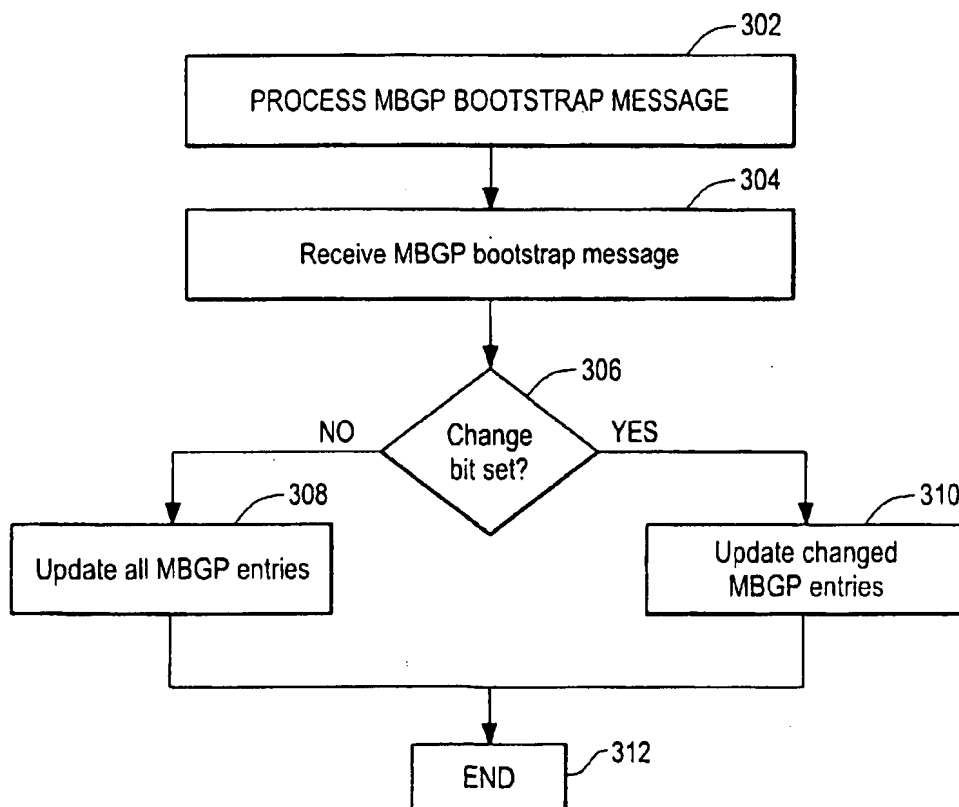 302
PROCESS MBGP BOOTSTRAP MESSAGE
304
Receive MBGP bootstrap message
306
Change
bit set?
NO
YES
308
Update all MBGP entries
310
Update changed
MBGP entries
312
END